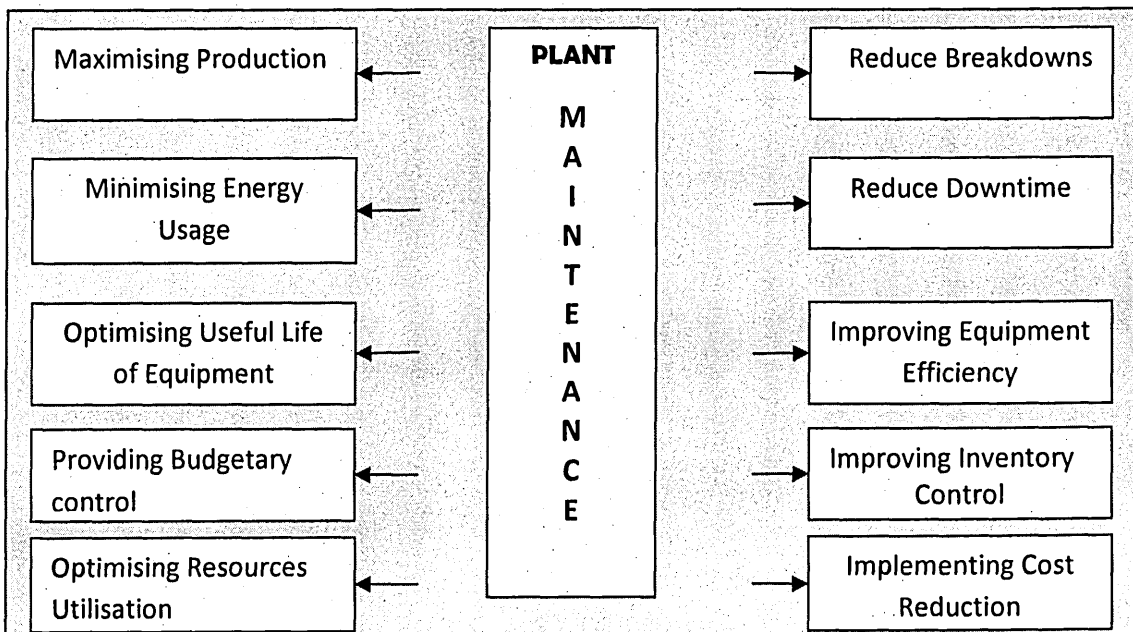 Maximising Production
Minimising Energy
Usage
Optimising Useful Life
of Equipment
Providing Budgetary
control
Optimising Resources
Utilisation
PLANT
M
A
I
N
T
E
N
A
N
C
E
Reduce Breakdowns
Reduce Downtime
Improving Equipment
Efficiency
Improving Inventory
Control
Implementing Cost
Reduction